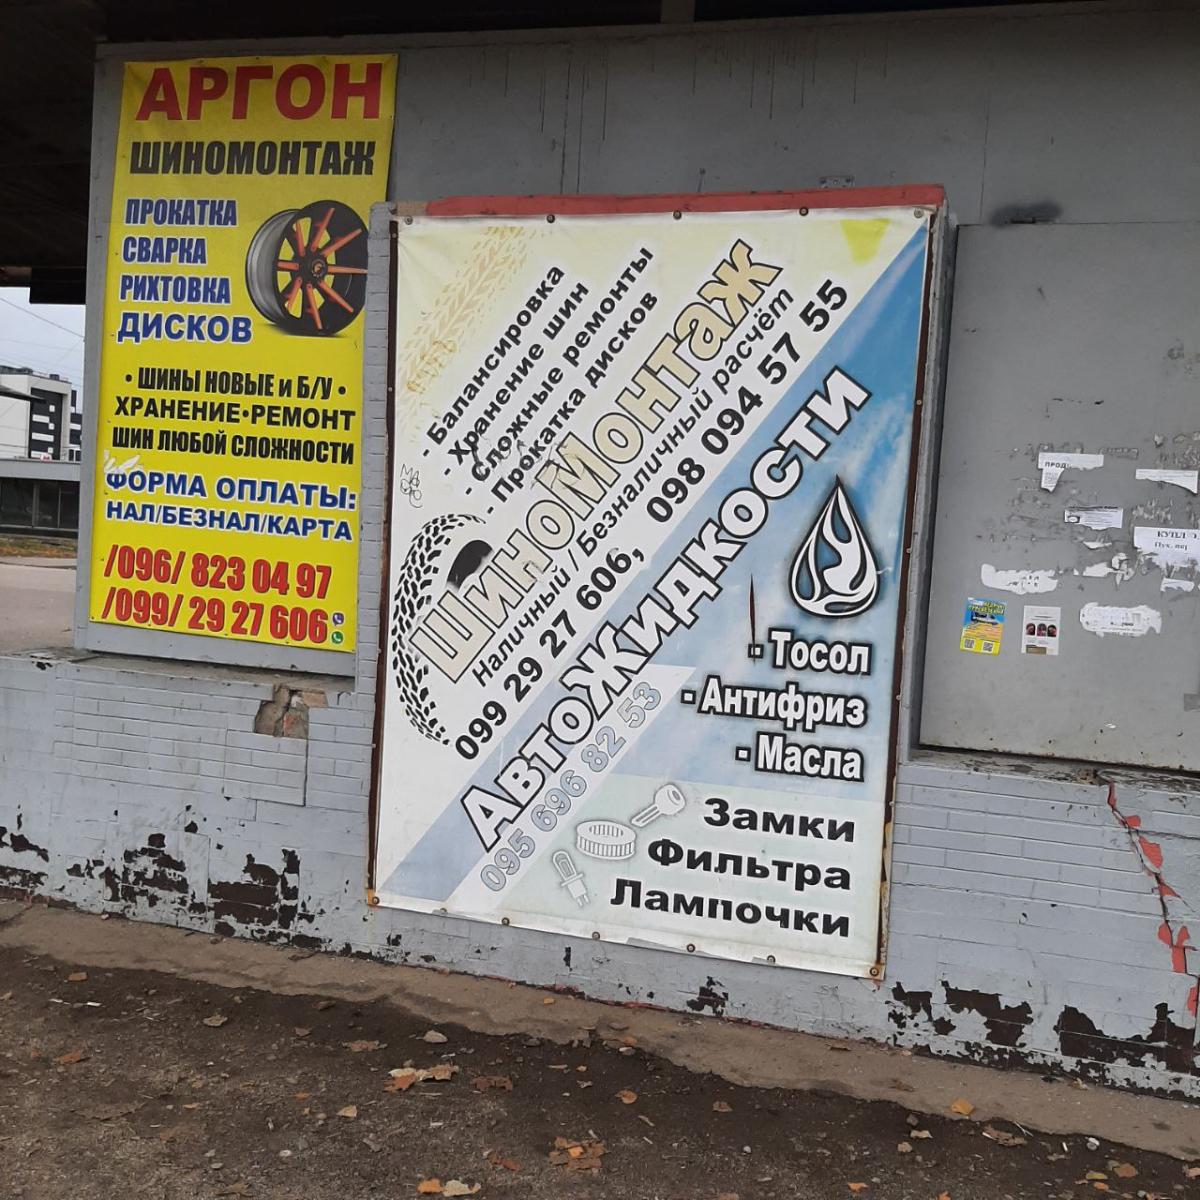 АРГОН
ШИНОМОНТАЖ
ПРОКАТКА
СВАРКА
РИХТОВКА
ДИСКОВ
• ШИНЫ НОВЫЕ и Б/У •
ХРАНЕНИЕ•РЕМОНТ
ШИН ЛЮБОЙ СЛОЖНОСТИ
ФОРМА ОПЛАТЫ:
НАЛ/БЕЗНАЛ/КАРТА
/096/ 823 04 97
/099/ 29 27 606
- Балансировка
- Хранение шин
- Сложные ремонты
- Прокатка дисков
ШиноМонтаж
Наличный / Безналичный расчёт
099 29 27 606, 098 094 57 55
АвтоЖидкости
095 696 82 53
- Тосол
- Антифриз
- Масла
Замки
Фильтра
Лампочки
ПРОД